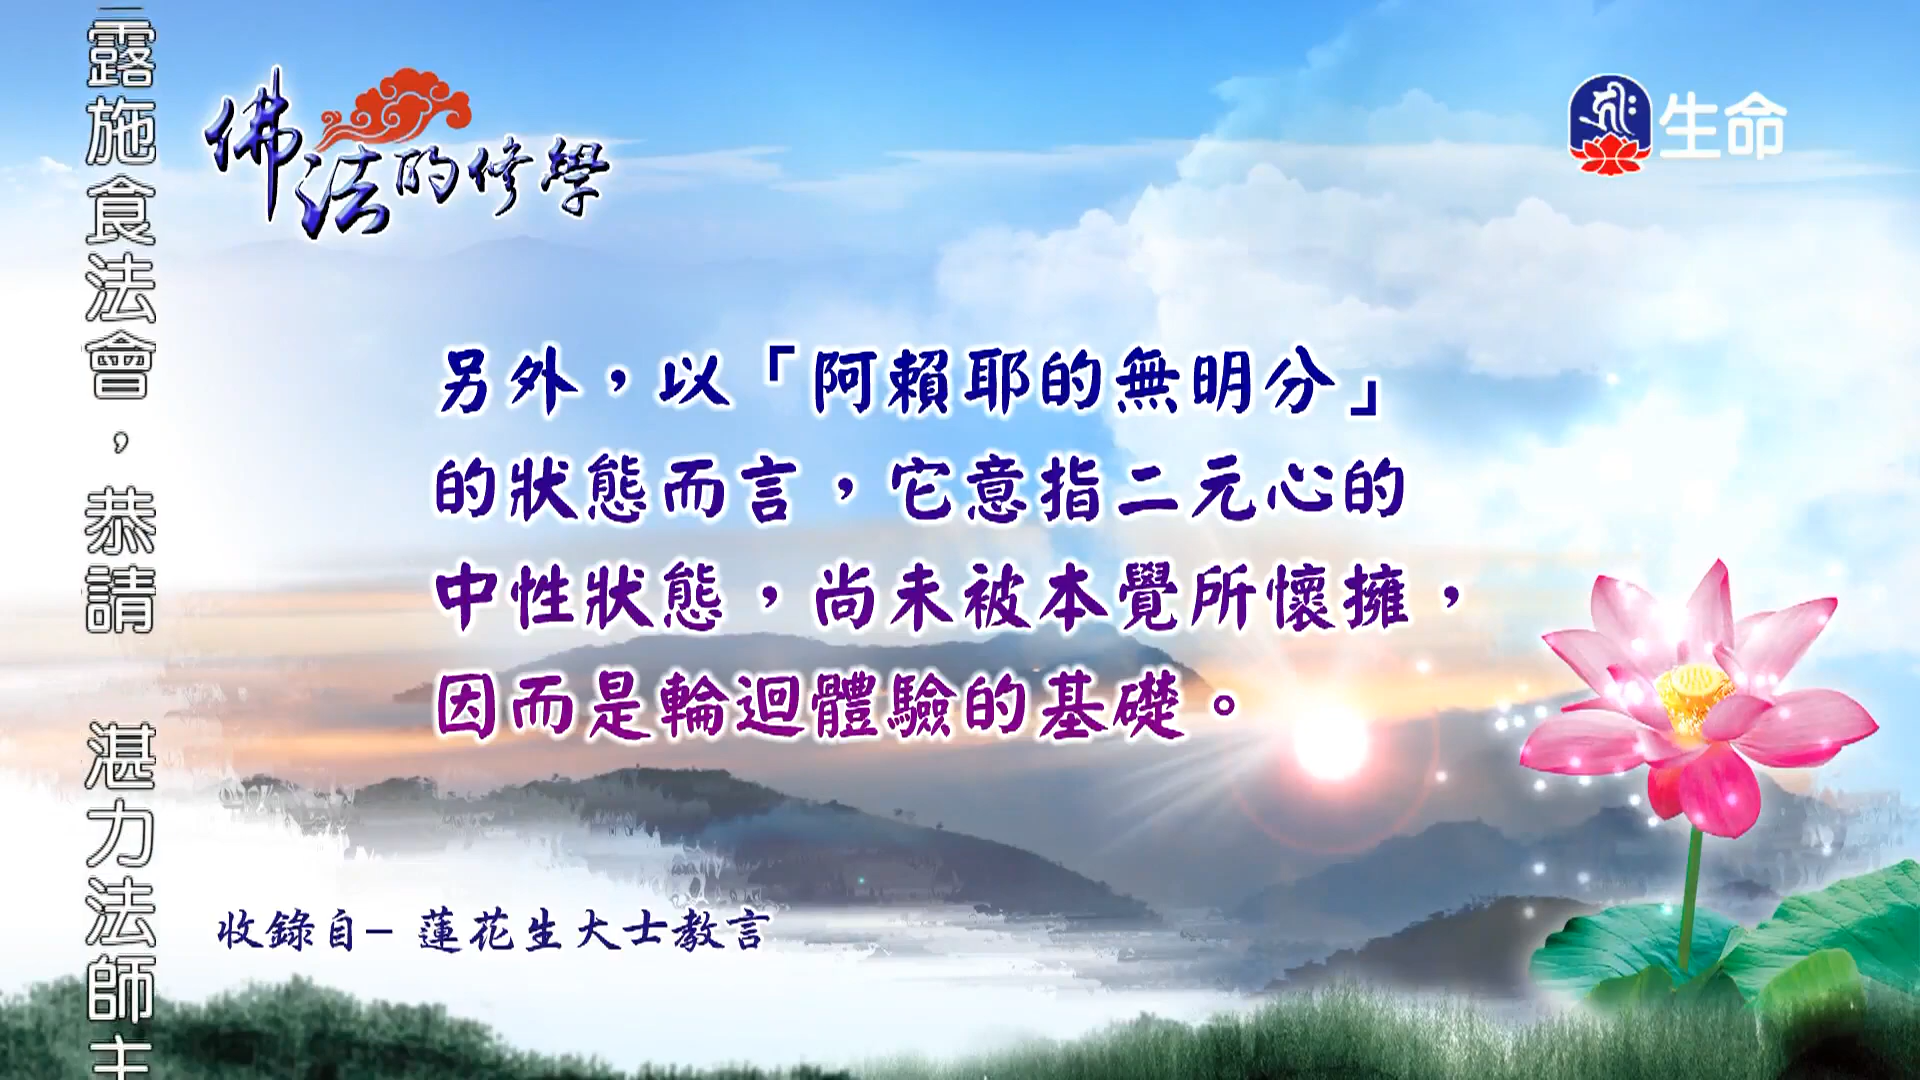 佛法的修學
生命
另外，以「阿賴耶的無明分」
的狀態而言，它意指二元心的
中性狀態，尚未被本覺所懷擁，
因而是輪迴體驗的基礎。
收錄自- 蓮花生大士教言
露施食法會，恭請 湛力法師主